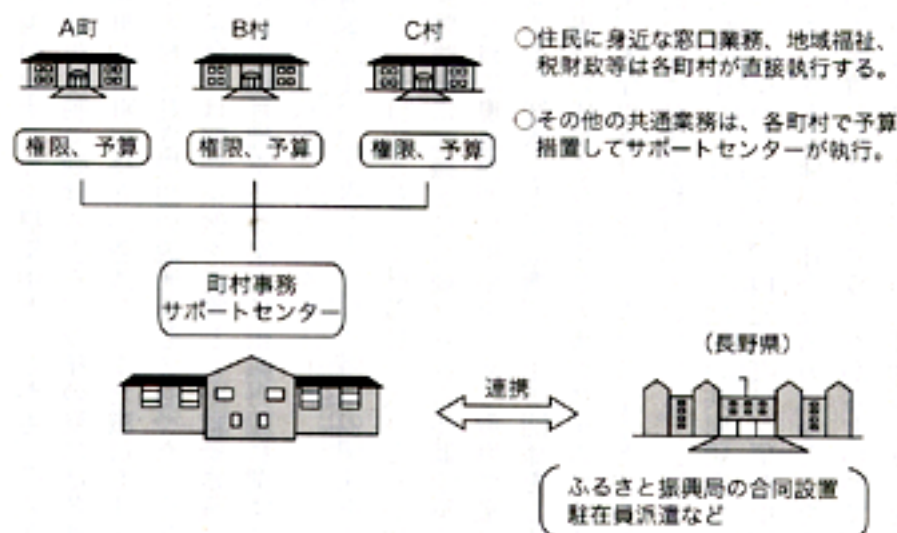 A町
B村
C村
権限、予算
権限、予算
権限、予算
○住民に身近な窓口業務、地域福祉、
税財政等は各町村が直接執行する。
○その他の共通業務は、各町村で予算
措置してサポートセンターが執行。
町村事務
サポートセンター
連携
(長野県)
ふるさと振興局の合同設置
駐在員派遣など